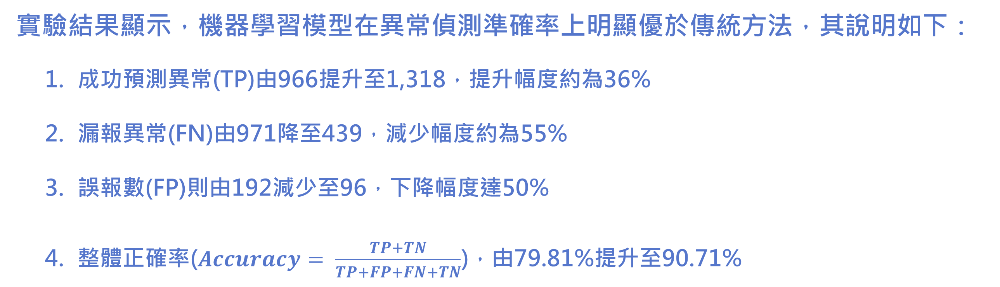 實驗結果顯示，機器學習模型在異常偵測準確率上明顯優於傳統方法，其說明如下：
1. 成功預測異常(TP)由966提升至1,318，提升幅度約為36%
2. 漏報異常(FN)由971降至439，減少幅度約為55%
3. 誤報數(FP)則由192減少至96，下降幅度達50%
4. 整體正確率(Accuracy = \frac{TP+TN}{TP+FP+FN+TN})，由79.81%提升至90.71%